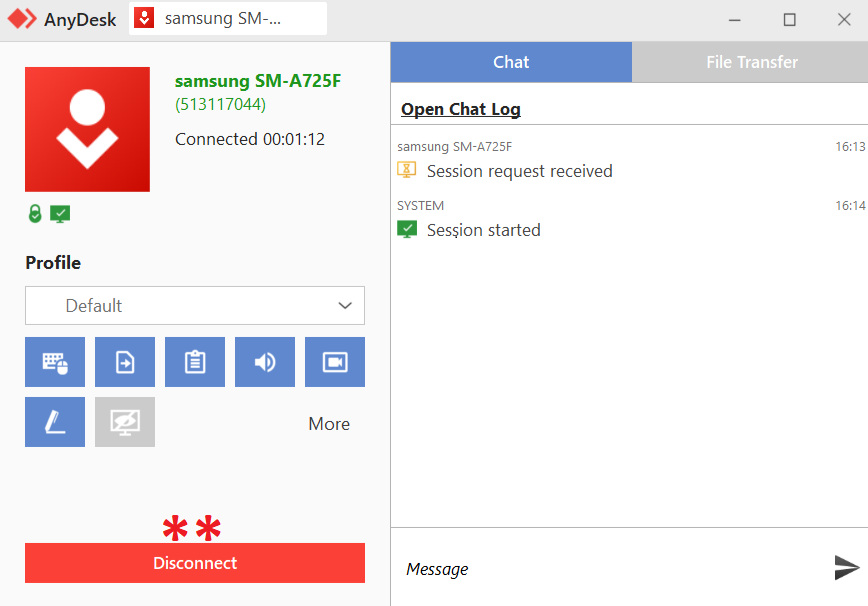 AnyDesk
samsung SM-...
samsung SM-A725F
(513117044)
Connected 00:01:12
Profile
Default
More
**
Disconnect
Chat
File Transfer
Open Chat Log
samsung SM-A725F 16:13
Session request received
SYSTEM 16:14
Session started
Message